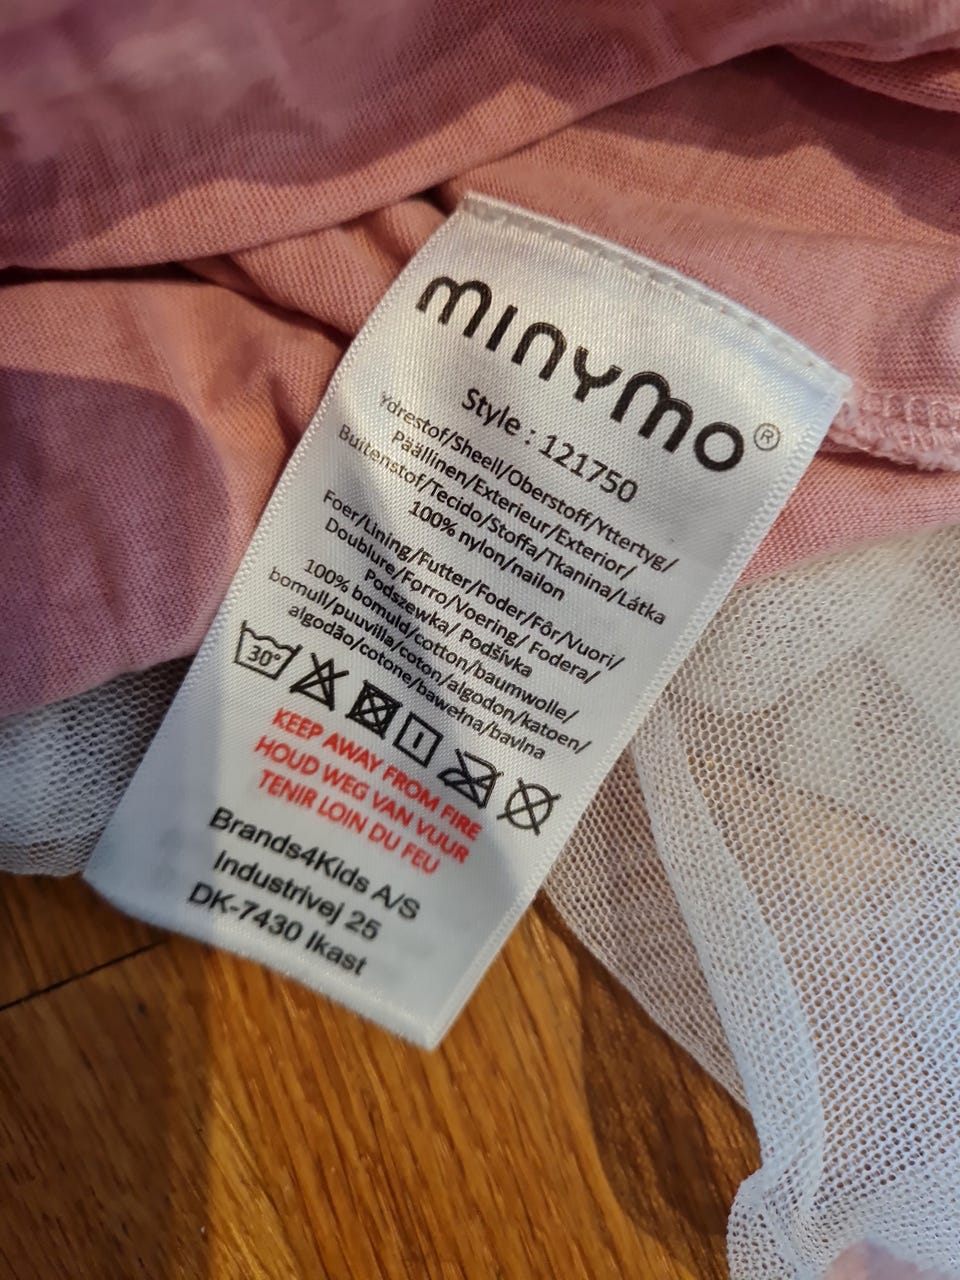 minymo®
Style : 121750
Ydrestof/Sheell/Oberstoff/Yttertyg/
Päällinen/Exterieur/Exterior/
Buitenstof/Tecido/Stoffa/Tkanina/Látka
100% nylon/nailon
Foer/Lining/Futter/Foder/Fôr/Vuori/
Doublure/Forro/Voering/ Fodera/
Podszewka/ Podšívka
100% bomuld/cotton/baumwolle/
bomull/puuvilla/coton/algodon/katoen/
algodão/cotone/bawełna/bavlna
30°
KEEP AWAY FROM FIRE
HOUD WEG VAN VUUR
TENIR LOIN DU FEU
Brands4Kids A/S
Industrivej 25
DK-7430 Ikast